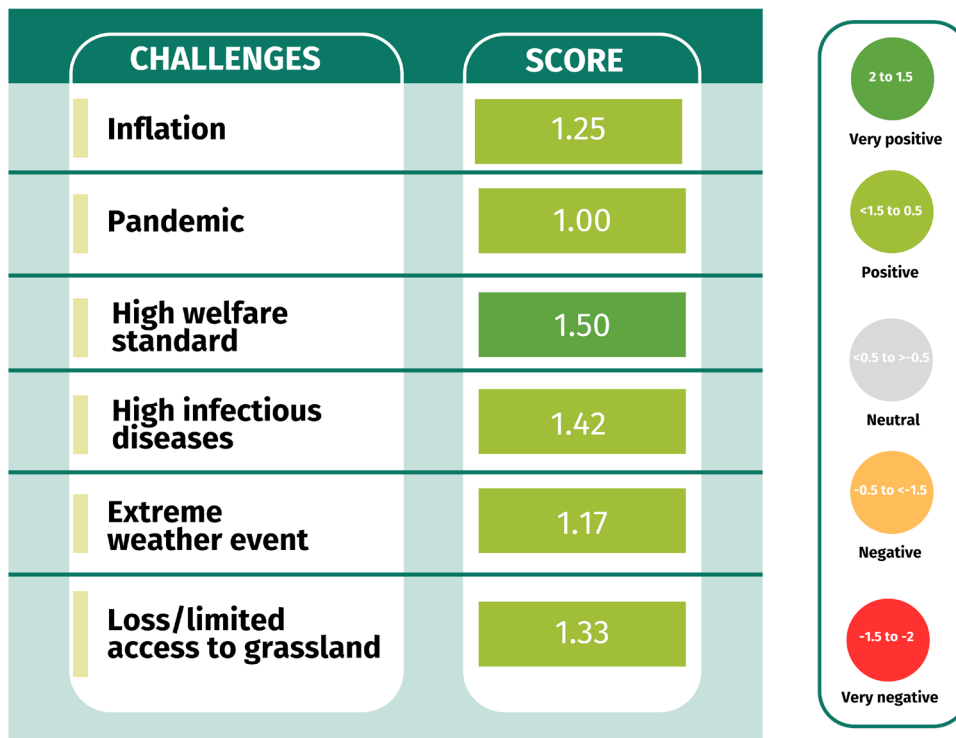 CHALLENGES
SCORE
Inflation
1.25
Pandemic
1.00
High welfare
standard
1.50
High infectious
diseases
1.42
Extreme
weather event
1.17
Loss/limited
access to grassland
1.33
2 to 1.5
Very positive
<1.5 to 0.5
Positive
<0.5 to >-0.5
Neutral
-0.5 to <-1.5
Negative
-1.5 to -2
Very negative